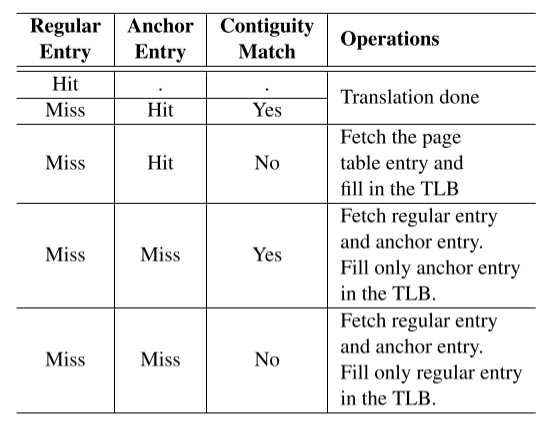 Regular Entry Anchor Entry Contiguity Match Operations
Hit . . Translation done
Miss Hit Yes
Miss Hit No Fetch the page
table entry and
fill in the TLB
Miss Miss Yes Fetch regular entry
and anchor entry.
Fill only anchor entry
in the TLB.
Miss Miss No Fetch regular entry
and anchor entry.
Fill only regular entry
in the TLB.